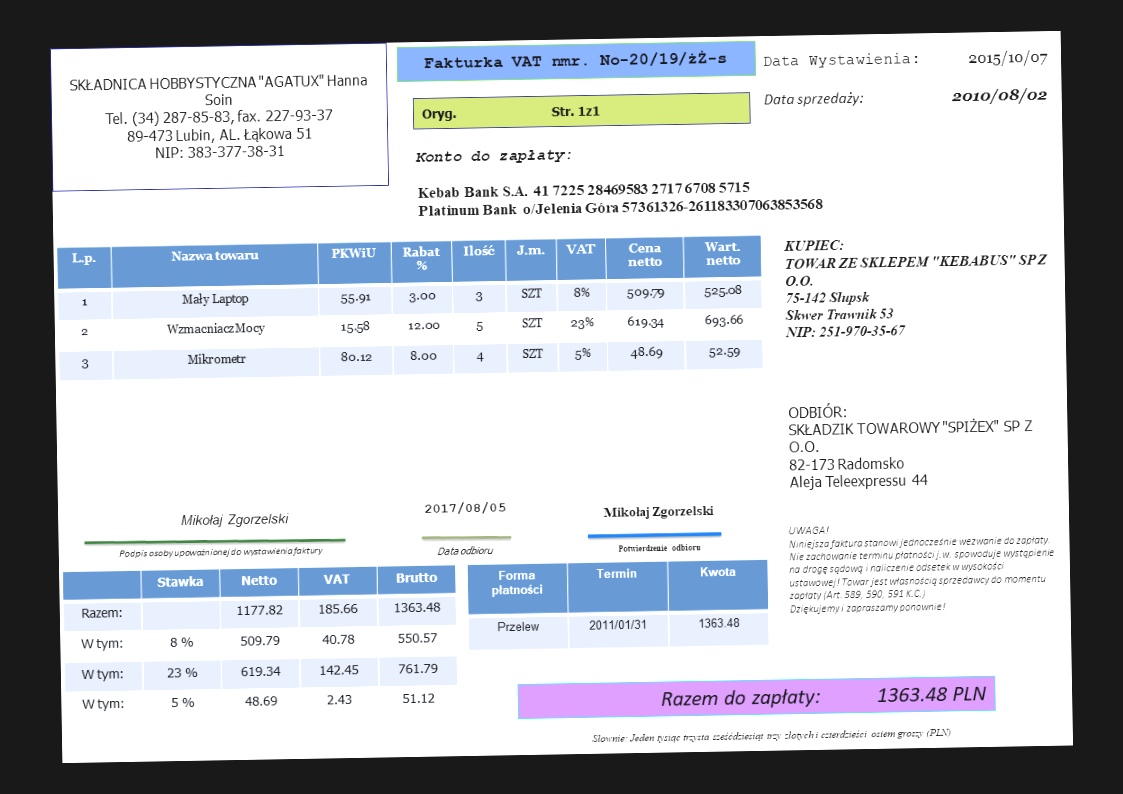 SKŁADNICA HOBBYSTYCZNA "AGATUX" Hanna
Soin
Tel. (34) 287-85-83, fax. 227-93-37
89-473 Lubin, AL. Łąkowa 51
NIP: 383-377-38-31
Fakturka VAT nmr. No-20/19/żŻ-s
Data Wystawienia: 2015/10/07
Oryg. Str. 1z1
Data sprzedaży: 2010/08/02
Konto do zapłaty:
Kebab Bank S.A. 41 7225 28469583 2717 6708 5715
Platinum Bank o/Jelenia Góra 57361326-261183307063853568
L.p. Nazwa towaru PKWiU Rabat % Ilość J.m. VAT Cena netto Wart. netto
1 Mały Laptop 55.91 3.00 3 SZT 8% 509.79 525.08
2 Wzmacniacz Mocy 15.58 12.00 5 SZT 23% 619.34 693.66
3 Mikrometr 80.12 8.00 4 SZT 5% 48.69 52.59
KUPIEC:
TOWAR ZE SKLEPEM "KEBABUS" SP Z
O.O.
75-142 Słupsk
Skwer Trawnik 53
NIP: 251-970-35-67
ODBIÓR:
SKŁADZIK TOWAROWY "SPIŻEX" SP Z
O.O.
82-173 Radomsko
Aleja Teleexpressu 44
Mikołaj Zgorzelski
Podpis osoby upoważnionej do wystawienia faktury
2017/08/05
Data odbioru
Mikołaj Zgorzelski
Potwierdzenie odbioru
UWAGA!
Niniejsza faktura stanowi jednocześnie wezwanie do zapłaty.
Nie zachowanie terminu płatności j.w. spowoduje wystąpienie
na drogę sądową i naliczenie odsetek w wysokości
ustawowej! Towar jest własnością sprzedawcy do momentu
zapłaty (Art. 589, 590, 591 K.C.)
Dziękujemy i zapraszamy ponownie!
Stawka Netto VAT Brutto
Razem: 1177.82 185.66 1363.48
W tym: 8 % 509.79 40.78 550.57
W tym: 23 % 619.34 142.45 761.79
W tym: 5 % 48.69 2.43 51.12
Forma płatności Termin Kwota
Przelew 2011/01/31 1363.48
Razem do zapłaty: 1363.48 PLN
Słownie: Jeden tysiąc trzysta sześćdziesiąt trzy złotych i czterdzieści osiem groszy (PLN)